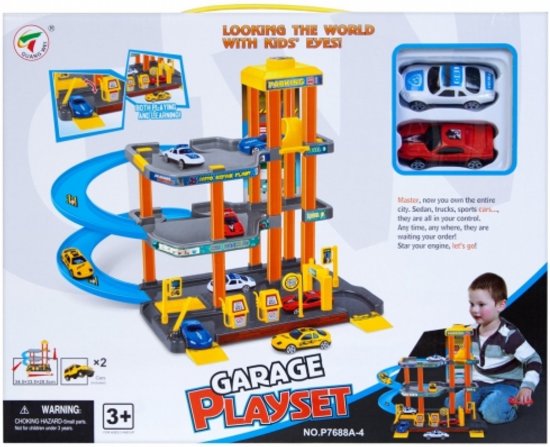 LOOKING THE WORLD
WITH KIDS' EYES!
GUANG WEI
BOTH PLAYING
AND LEARNING!
PARKING
Master, now you own the entire
city. Sedan, trucks, sports cars...,
they are all in your control.
Any time, any where, they are
waiting your order!
Star your engine, let's go!
×2
WARNING:
CHOKING HAZARD-Small parts.
Not for children under 3 years.
3+
GARAGE
PLAYSET
NO.P7688A-4